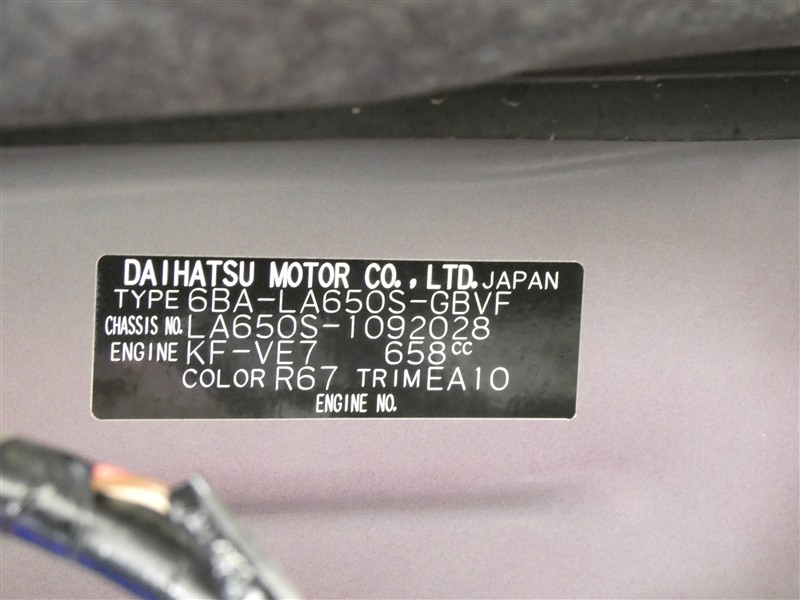 DAIHATSU MOTOR CO., LTD. JAPAN
TYPE 6BA-LA650S-GBVF
CHASSIS NO. LA650S-1092028
ENGINE KF-VE7 658cc
COLOR R67 TRIM EA10
ENGINE NO.